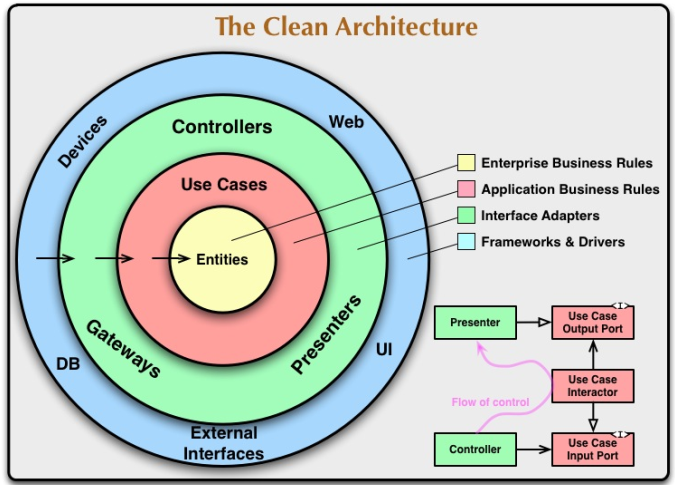 The Clean Architecture
Devices
Controllers
Web
Use Cases
Entities
Gateways
Presenters
DB
UI
External
Interfaces
Enterprise Business Rules
Application Business Rules
Interface Adapters
Frameworks & Drivers
Presenter
<I>
Use Case
Output Port
Flow of control
Use Case
Interactor
Controller
<I>
Use Case
Input Port